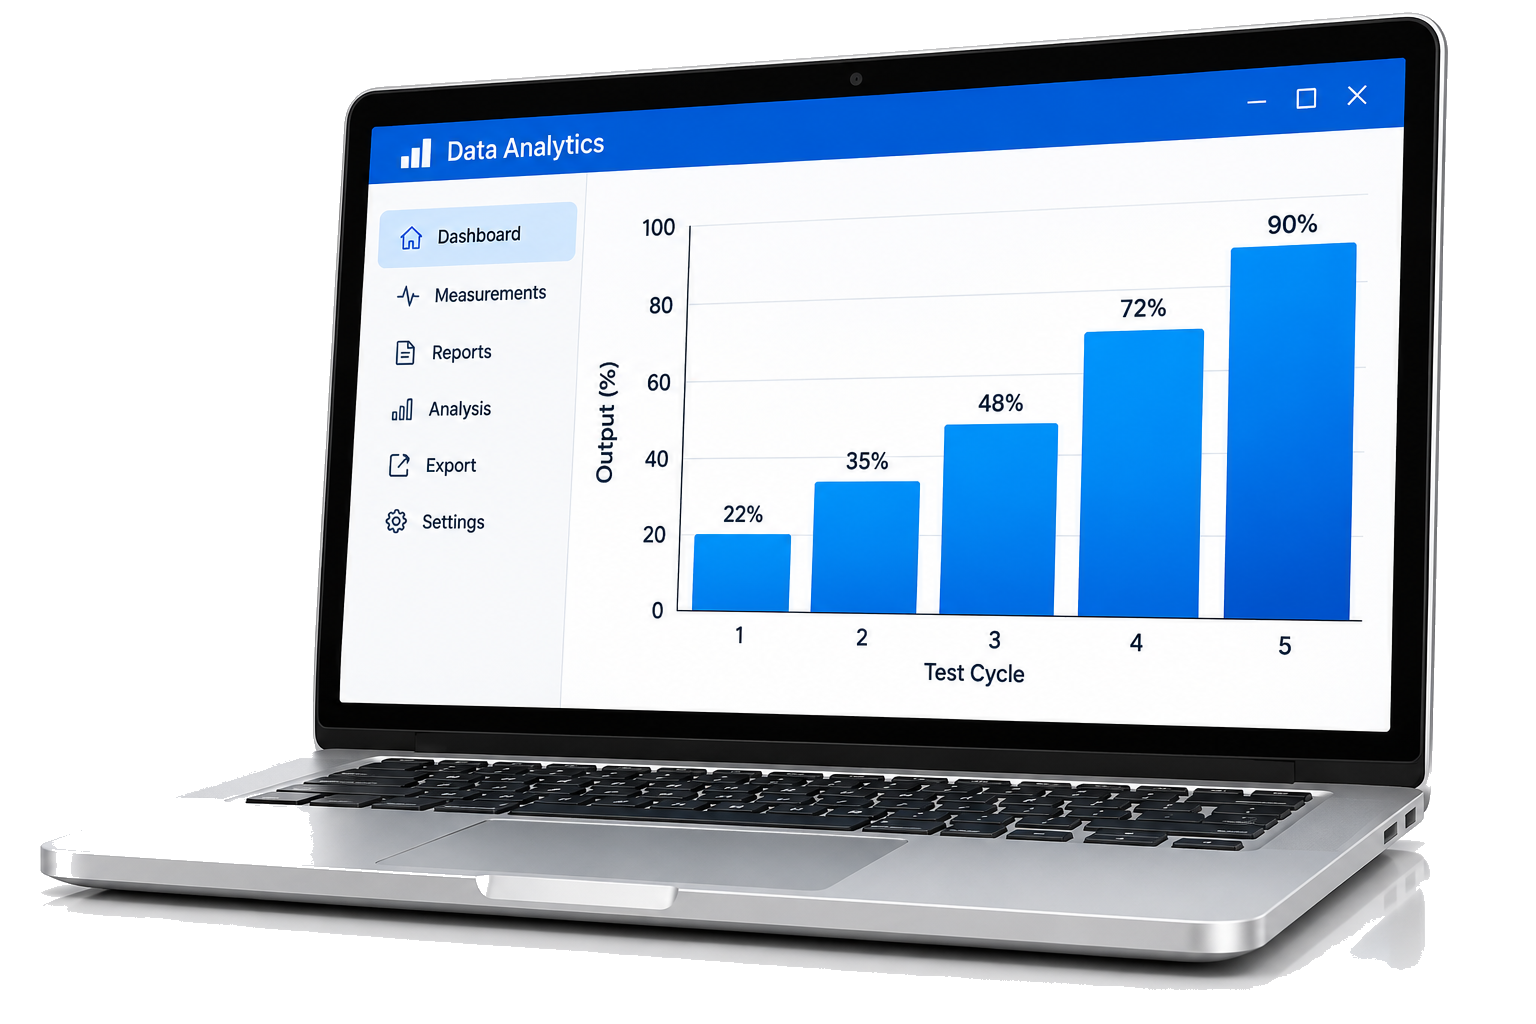 Data Analytics
Dashboard
Measurements
Reports
Analysis
Export
Settings
Output (%)
100
80
60
40
20
0
22%
35%
48%
72%
90%
1
2
3
4
5
Test Cycle